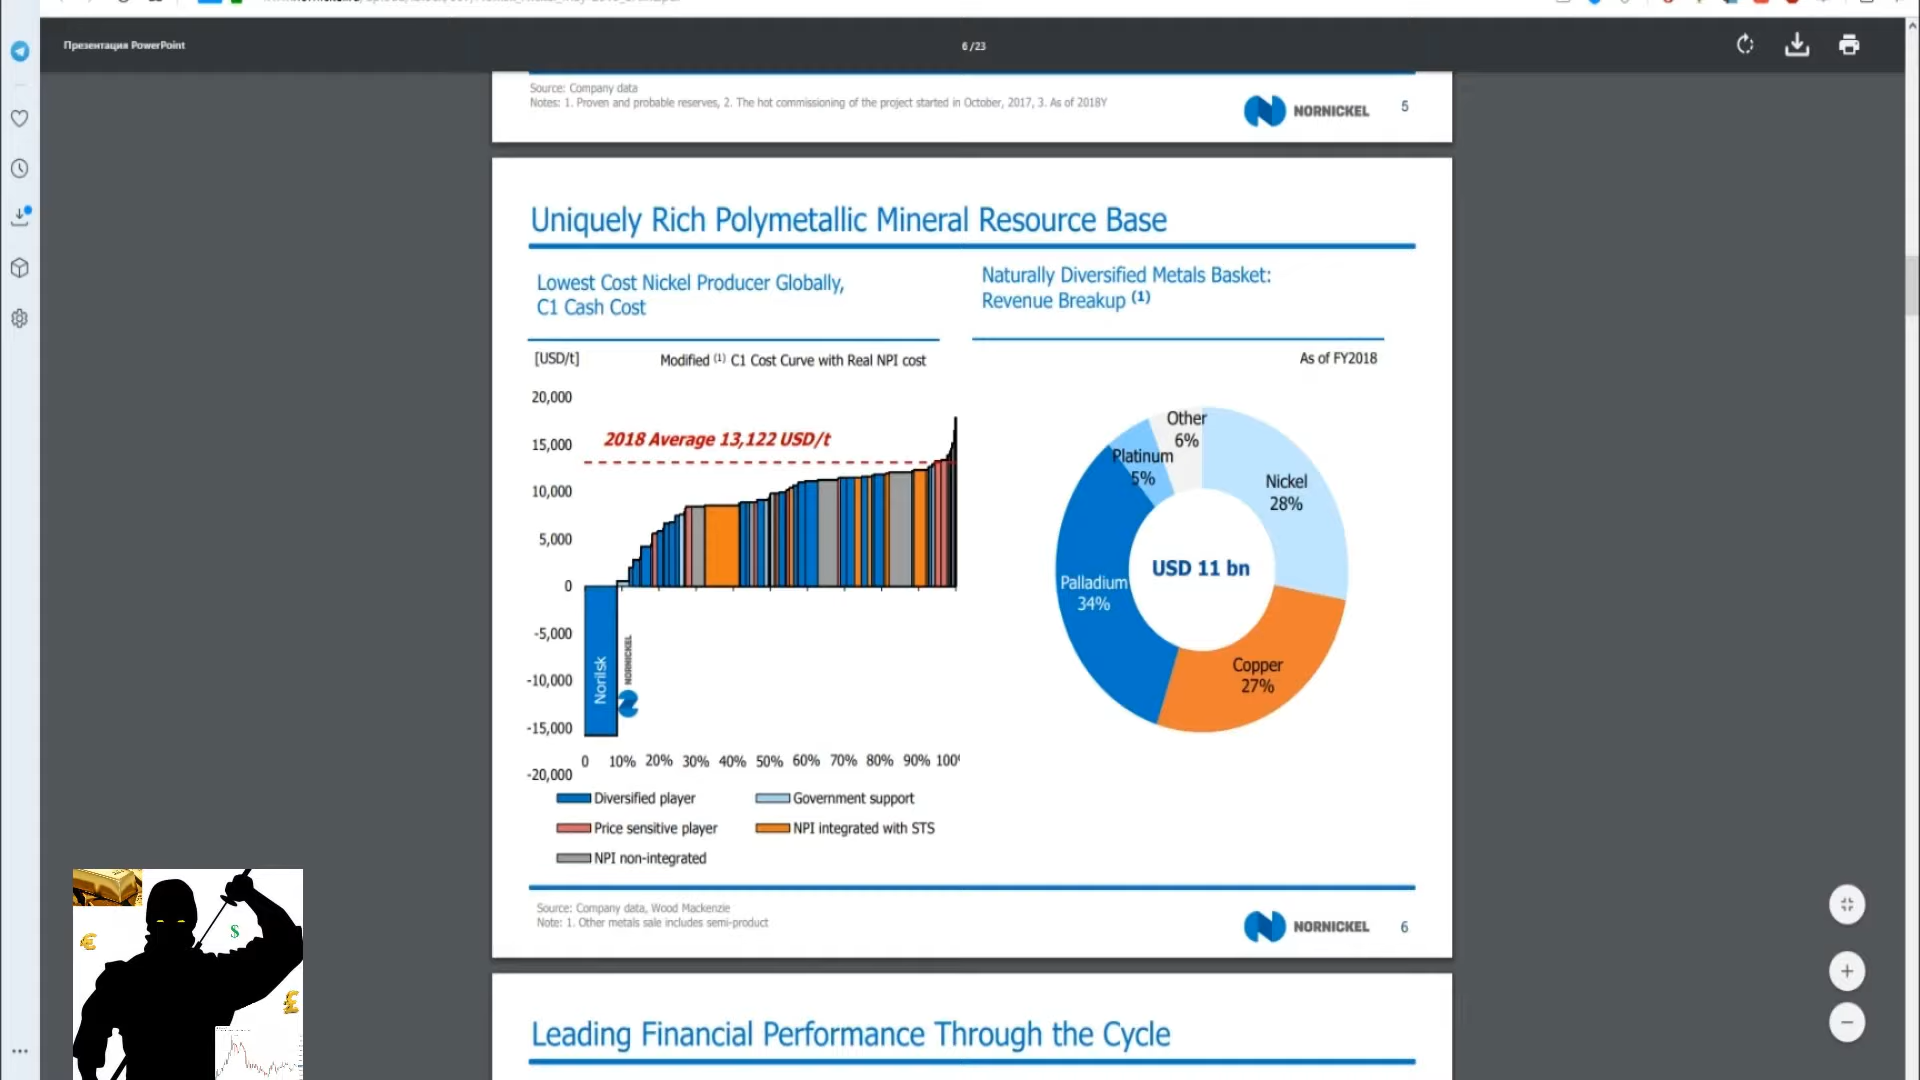 Презентация PowerPoint
6 / 23
Source: Company data
Notes: 1. Proven and probable reserves, 2. The hot commissioning of the project started in October, 2017, 3. As of 2018Y
NORNICKEL
5
Uniquely Rich Polymetallic Mineral Resource Base
Lowest Cost Nickel Producer Globally,
C1 Cash Cost
Naturally Diversified Metals Basket:
Revenue Breakup (1)
[USD/t]
Modified (1) C1 Cost Curve with Real NPI cost
As of FY2018
20,000
15,000
10,000
5,000
0
-5,000
-10,000
-15,000
-20,000
2018 Average 13,122 USD/t
Norilsk
NORNICKEL
0 10% 20% 30% 40% 50% 60% 70% 80% 90% 100
Diversified player
Government support
Price sensitive player
NPI integrated with STS
NPI non-integrated
Other
6%
Platinum
5%
Nickel
28%
USD 11 bn
Palladium
34%
Copper
27%
Source: Company data, Wood Mackenzie
Note: 1. Other metals sale includes semi-product
NORNICKEL
6
Leading Financial Performance Through the Cycle
€
$
£